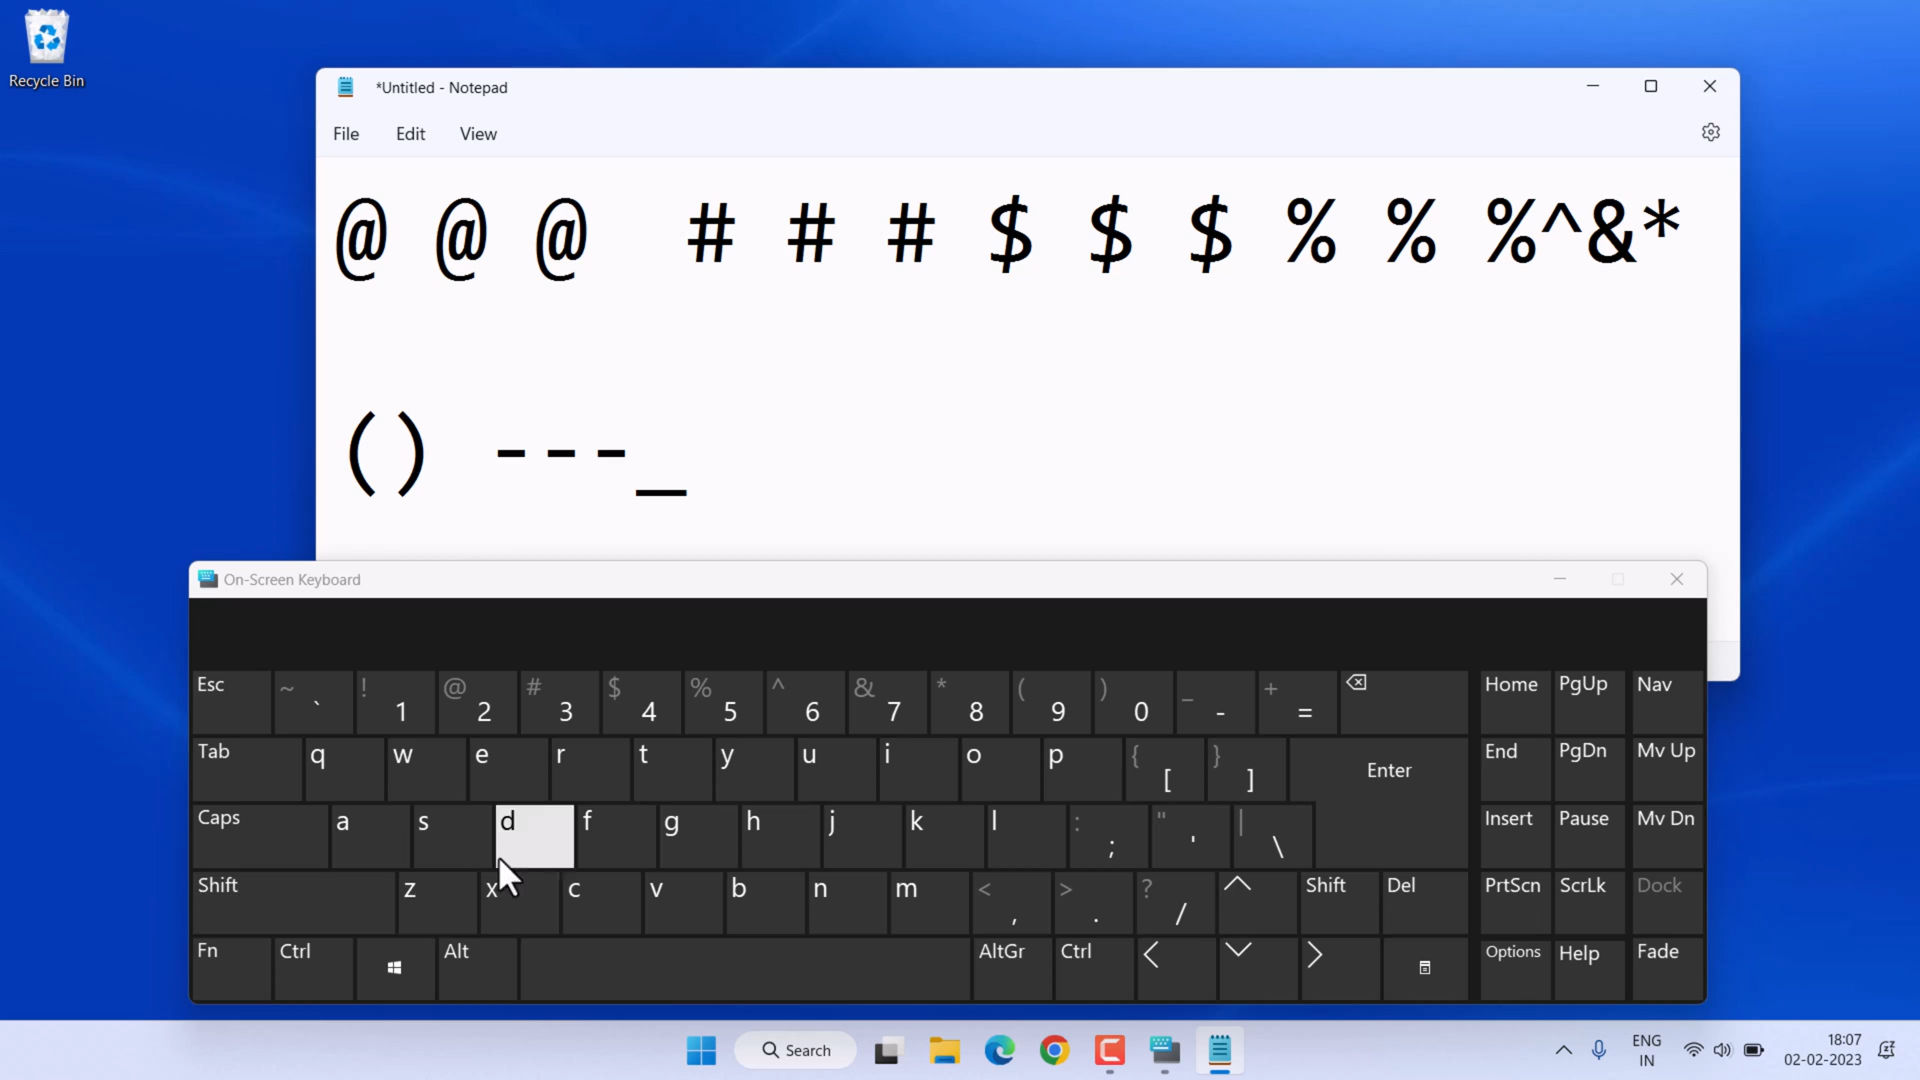 Recycle Bin
*Untitled - Notepad
File Edit View
@ @ @  # # # $ $ $ % % %^&*
() ---_
On-Screen Keyboard
Esc ~ ` ! 1 @ 2 # 3 $ 4 % 5 ^ 6 & 7 * 8 ( 9 ) 0 _ - + = Home PgUp Nav
Tab q w e r t y u i o p { [ } ] Enter End PgDn Mv Up
Caps a s d f g h j k l : ; " ' | \ Insert Pause Mv Dn
Shift z x c v b n m < , > . ? / Shift Del PrtScn ScrLk Dock
Fn Ctrl Alt AltGr Ctrl Options Help Fade
Search
ENG
IN
18:07
02-02-2023